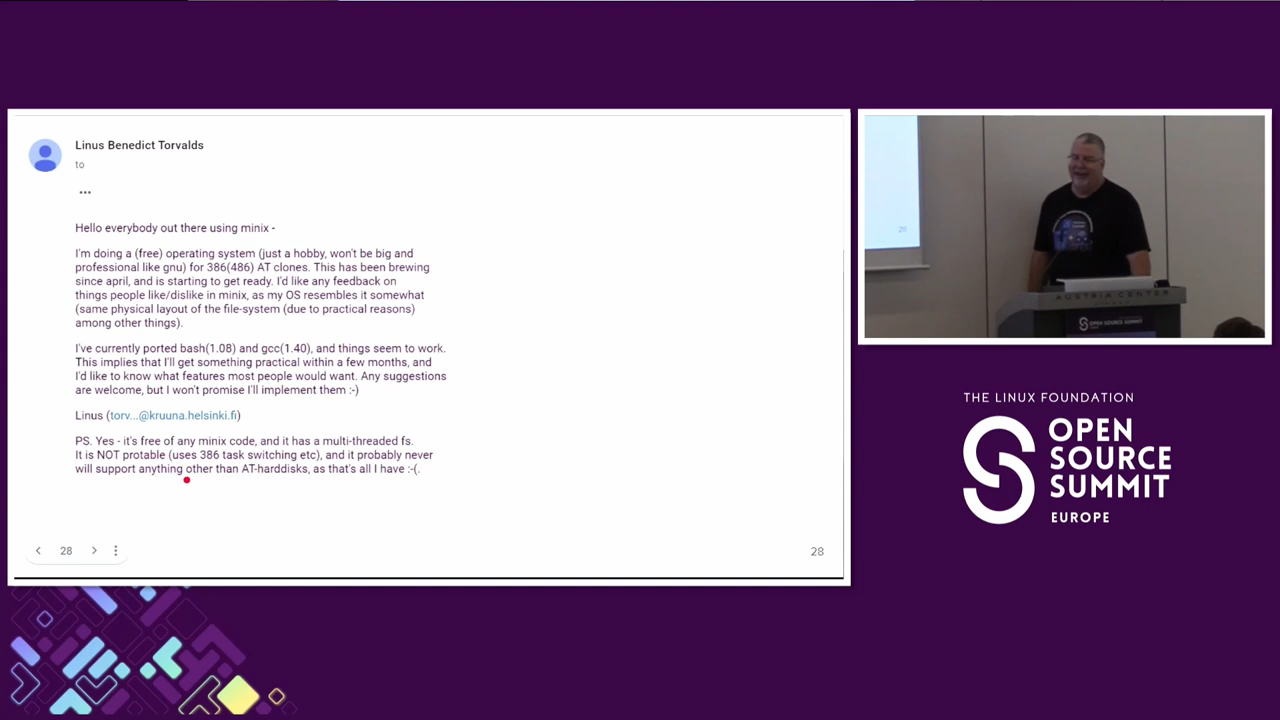 Linus Benedict Torvalds
to
...
Hello everybody out there using minix -
I'm doing a (free) operating system (just a hobby, won't be big and
professional like gnu) for 386(486) AT clones. This has been brewing
since april, and is starting to get ready. I'd like any feedback on
things people like/dislike in minix, as my OS resembles it somewhat
(same physical layout of the file-system (due to practical reasons)
among other things).
I've currently ported bash(1.08) and gcc(1.40), and things seem to work.
This implies that I'll get something practical within a few months, and
I'd like to know what features most people would want. Any suggestions
are welcome, but I won't promise I'll implement them :-)
Linus (torv...@kruuna.helsinki.fi)
PS. Yes - it's free of any minix code, and it has a multi-threaded fs.
It is NOT protable (uses 386 task switching etc), and it probably never
will support anything other than AT-harddisks, as that's all I have :-(.
28
28
AUSTRIA CENTER
OPEN SOURCE SUMMIT
THE LINUX FOUNDATION
OPEN
SOURCE
SUMMIT
EUROPE